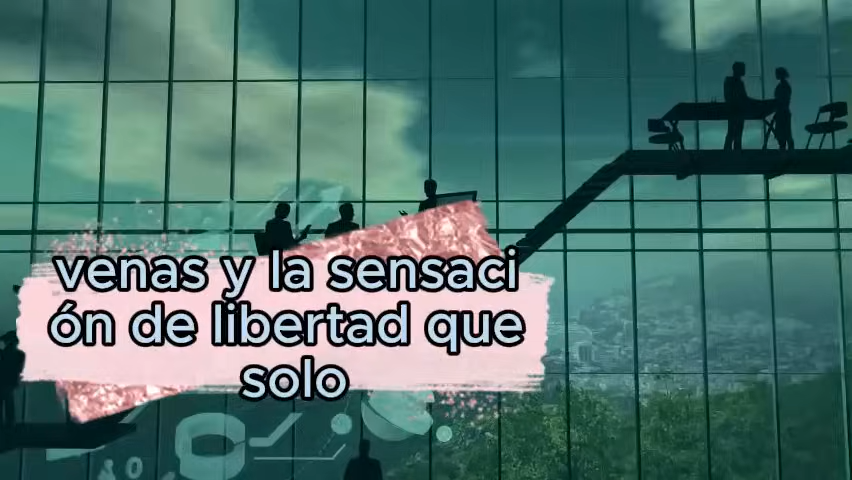 venas y la sensaci
ón de libertad que
solo